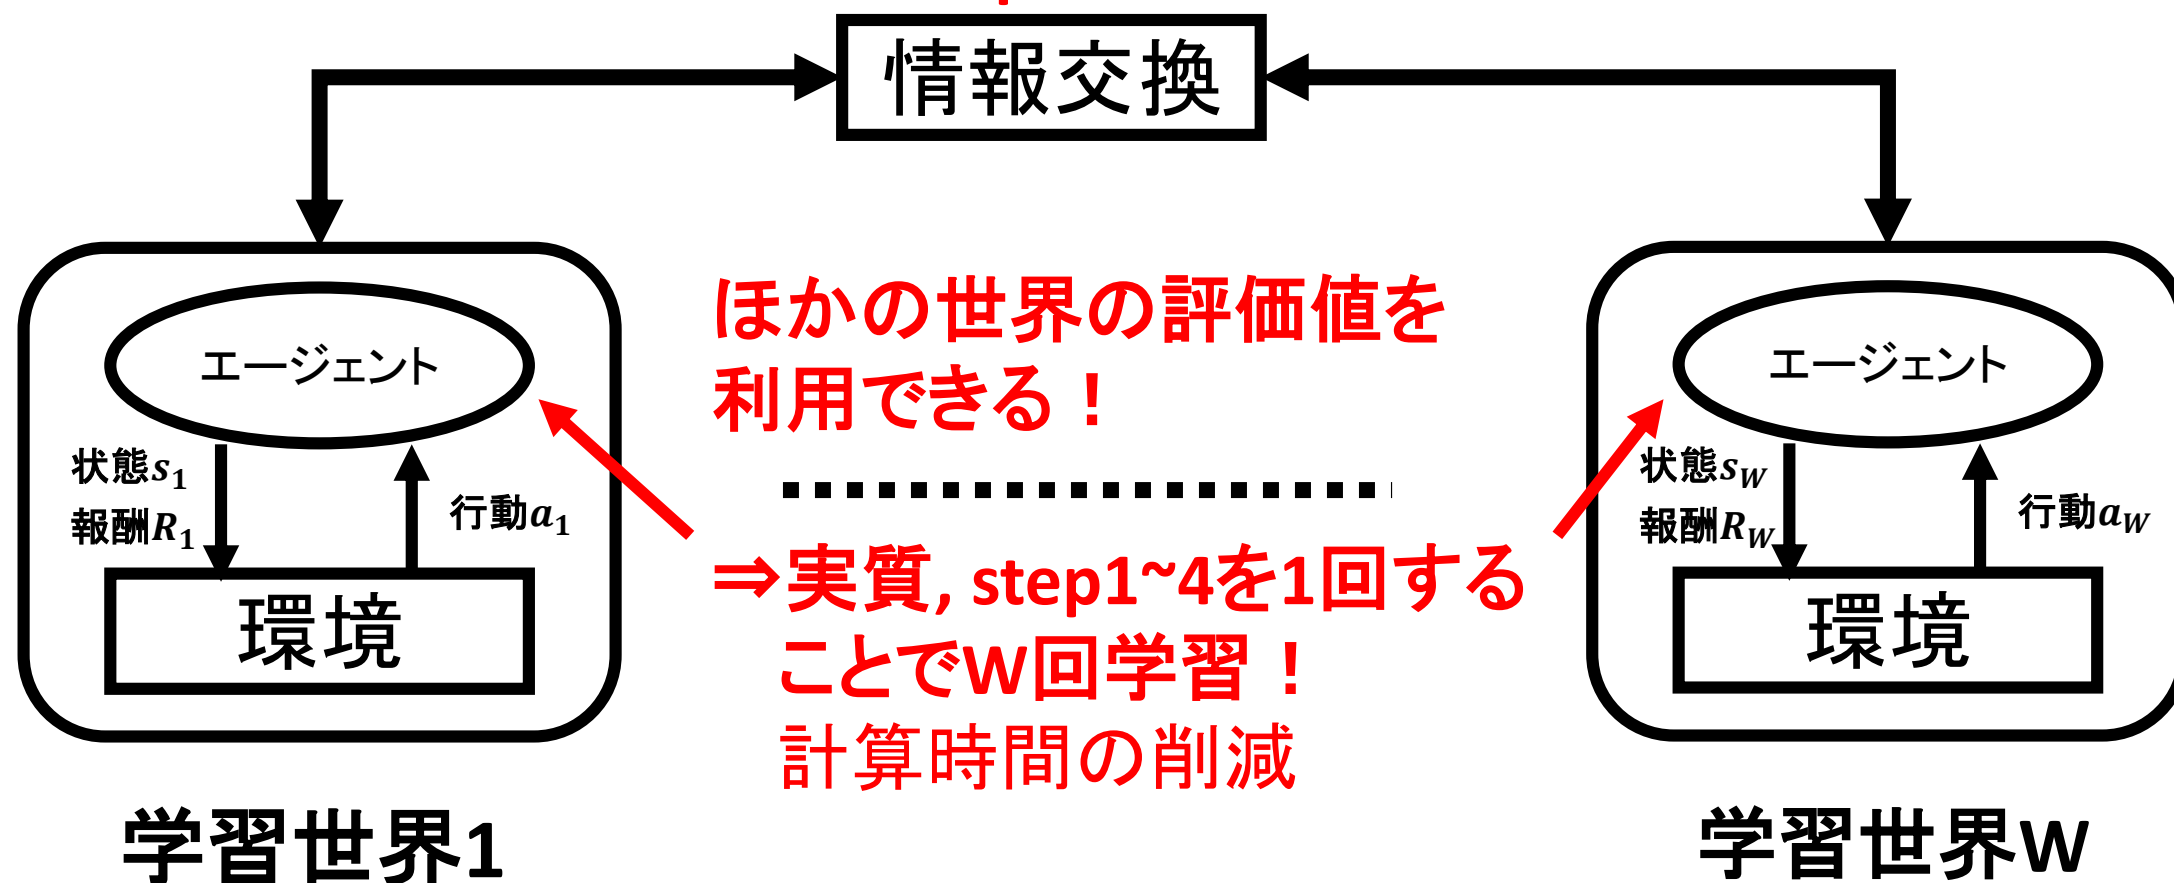 情報交換
エージェント
状態s₁
報酬R₁
行動a₁
環境
学習世界1
ほかの世界の評価値を
利用できる！
⇒実質, step1~4を1回する
ことでW回学習！
計算時間の削減
エージェント
状態s_W
報酬R_W
行動a_W
環境
学習世界W